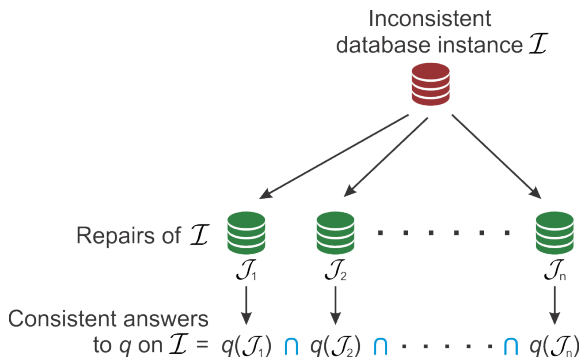 Inconsistent
database instance ℐ
Repairs of ℐ
· · · · · ·
𝒥₁ 𝒥₂ 𝒥ₙ
Consistent answers
to q on ℐ = q(𝒥₁) ∩ q(𝒥₂) ∩ · · · · · ∩ q(𝒥ₙ)